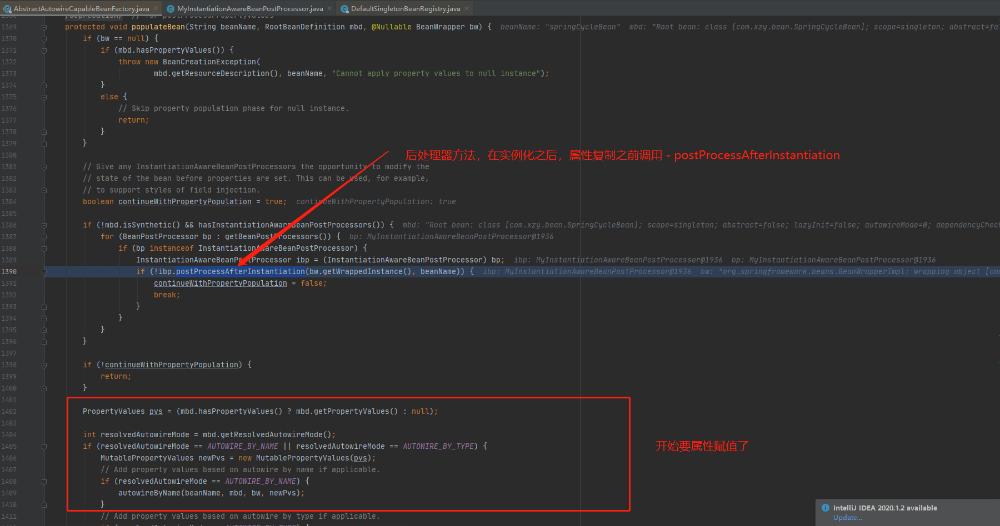 AbstractAutowireCapableBeanFactory.java × MyInstantiationAwareBeanPostProcessor.java × DefaultSingletonBeanRegistry.java ×
1369 protected void populateBean(String beanName, RootBeanDefinition mbd, @Nullable BeanWrapper bw) { beanName: "springCycleBean" mbd: "Root bean: class [com.xzy.bean.SpringCycleBean]; scope=singleton; abstract=fal
1370 if (bw == null) {
1371 if (mbd.hasPropertyValues()) {
1372 throw new BeanCreationException(
1373 mbd.getResourceDescription(), beanName, "Cannot apply property values to null instance");
1374 }
1375 else {
1376 // Skip property population phase for null instance.
1377 return;
1378 }
1379 }
1380 后处理器方法，在实例化之后，属性复制之前调用 - postProcessAfterInstantiation
1381 // Give any InstantiationAwareBeanPostProcessors the opportunity to modify the
1382 // state of the bean before properties are set. This can be used, for example,
1383 // to support styles of field injection.
1384 boolean continueWithPropertyPopulation = true; continueWithPropertyPopulation: true
1385
1386 if (!mbd.isSynthetic() && hasInstantiationAwareBeanPostProcessors()) { mbd: "Root bean: class [com.xzy.bean.SpringCycleBean]; scope=singleton; abstract=false; lazyInit=false; autowireMode=0; dependencyCheck
1387 for (BeanPostProcessor bp : getBeanPostProcessors()) { bp: MyInstantiationAwareBeanPostProcessor@1936
1388 if (bp instanceof InstantiationAwareBeanPostProcessor) {
1389 InstantiationAwareBeanPostProcessor ibp = (InstantiationAwareBeanPostProcessor) bp; ibp: MyInstantiationAwareBeanPostProcessor@1936 bp: MyInstantiationAwareBeanPostProcessor@1936
1390 if (!ibp.postProcessAfterInstantiation(bw.getWrappedInstance(), beanName)) { ibp: MyInstantiationAwareBeanPostProcessor@1936 bw: "org.springframework.beans.BeanWrapperImpl: wrapping object [com
1391 continueWithPropertyPopulation = false;
1392 break;
1393 }
1394 }
1395 }
1396 }
1397
1398 if (!continueWithPropertyPopulation) {
1399 return;
1400 }
1401
1402 PropertyValues pvs = (mbd.hasPropertyValues() ? mbd.getPropertyValues() : null);
1403
1404 int resolvedAutowireMode = mbd.getResolvedAutowireMode();
1405 if (resolvedAutowireMode == AUTOWIRE_BY_NAME || resolvedAutowireMode == AUTOWIRE_BY_TYPE) { 开始要属性赋值了
1406 MutablePropertyValues newPvs = new MutablePropertyValues(pvs);
1407 // Add property values based on autowire by name if applicable.
1408 if (resolvedAutowireMode == AUTOWIRE_BY_NAME) {
1409 autowireByName(beanName, mbd, bw, newPvs);
1410 }
1411 // Add property values based on autowire by type if applicable.
IntelliJ IDEA 2020.1.2 available
Update...